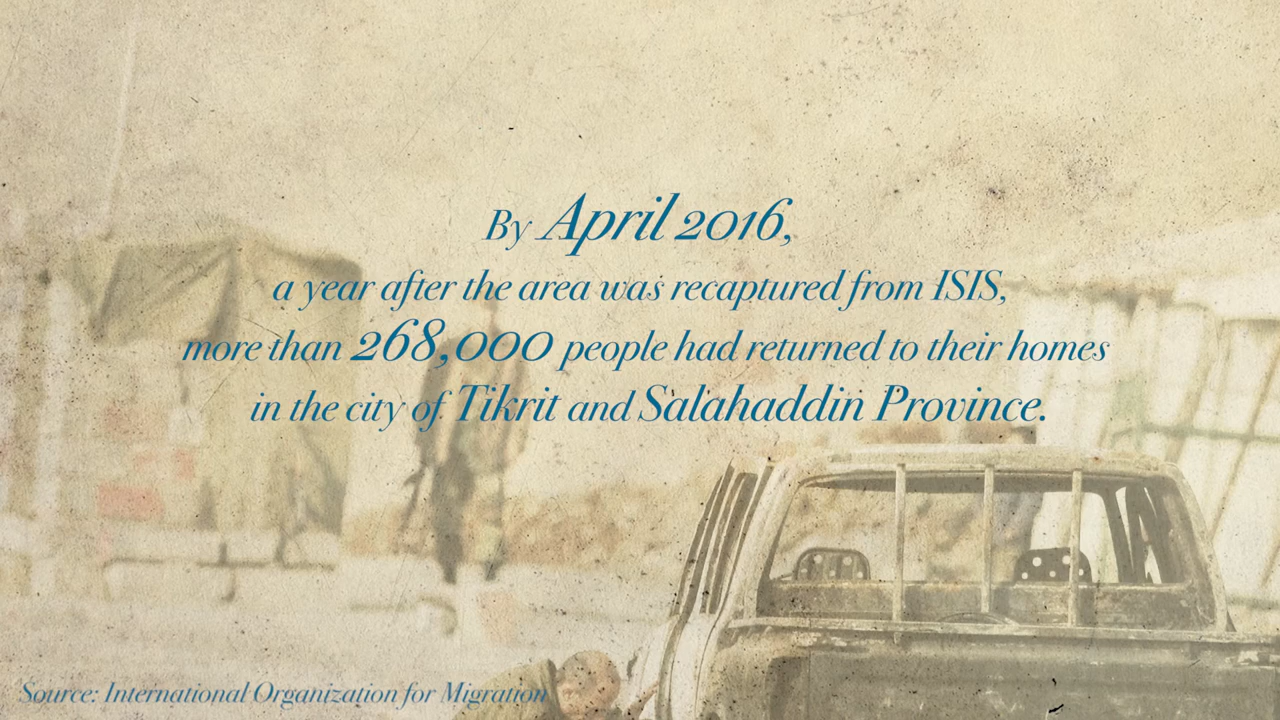 By April 2016,
a year after the area was recaptured from ISIS,
more than 268,000 people had returned to their homes
in the city of Tikrit and Salahaddin Province.
Source: International Organization for Migration